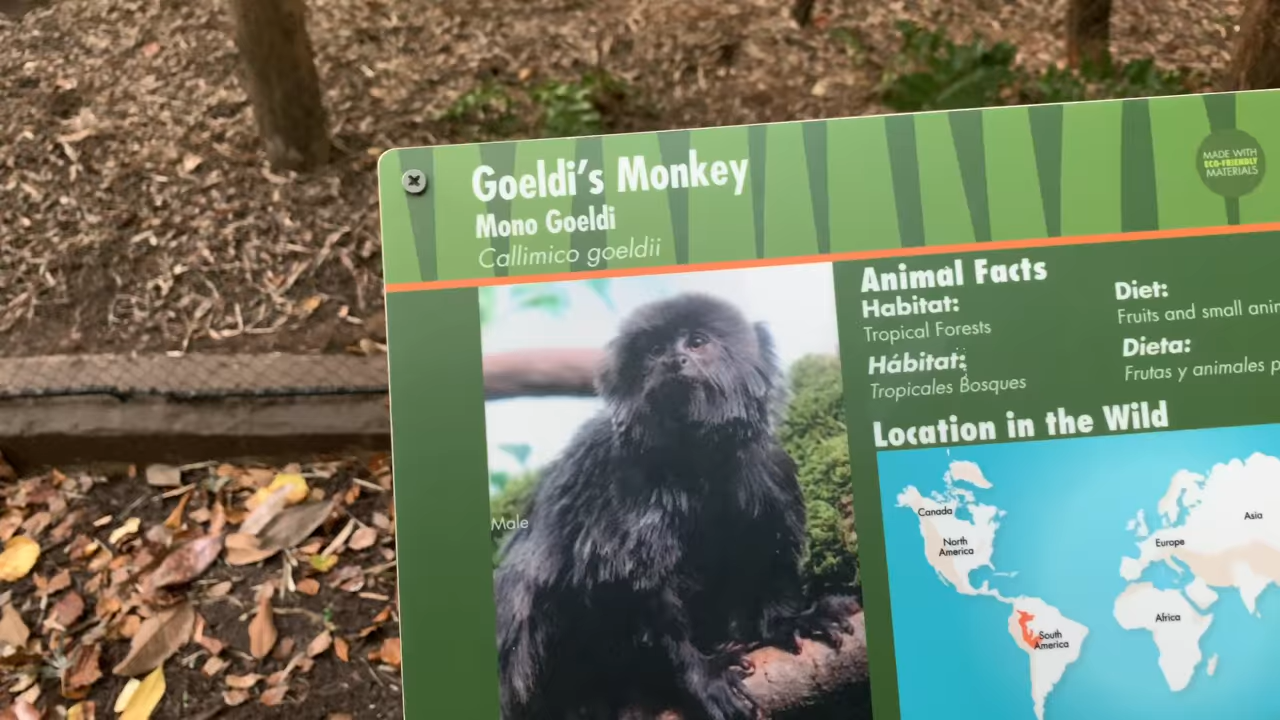 Goeldi's Monkey
Mono Goeldi
Callimico goeldii
MADE WITH
ECO-FRIENDLY
MATERIALS
Animal Facts
Habitat:
Tropical Forests
Hábitat:
Tropicales Bosques
Diet:
Fruits and small
Dieta:
Frutas y animales
Location in the Wild
Male
Canada
North
America
South
America
Europe
Africa
Asia